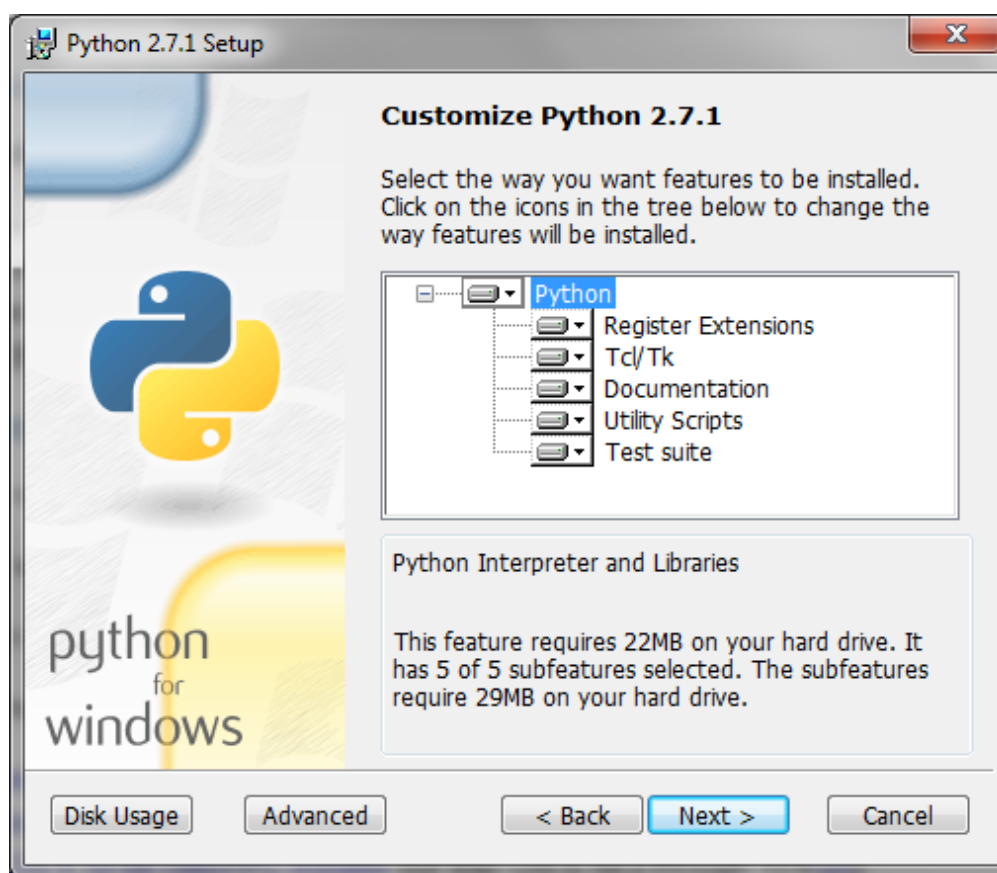 Python 2.7.1 Setup
Customize Python 2.7.1
Select the way you want features to be installed.
Click on the icons in the tree below to change the
way features will be installed.
Python
Register Extensions
Tcl/Tk
Documentation
Utility Scripts
Test suite
Python Interpreter and Libraries
This feature requires 22MB on your hard drive. It
has 5 of 5 subfeatures selected. The subfeatures
require 29MB on your hard drive.
python
for
windows
Disk Usage
Advanced
< Back
Next >
Cancel